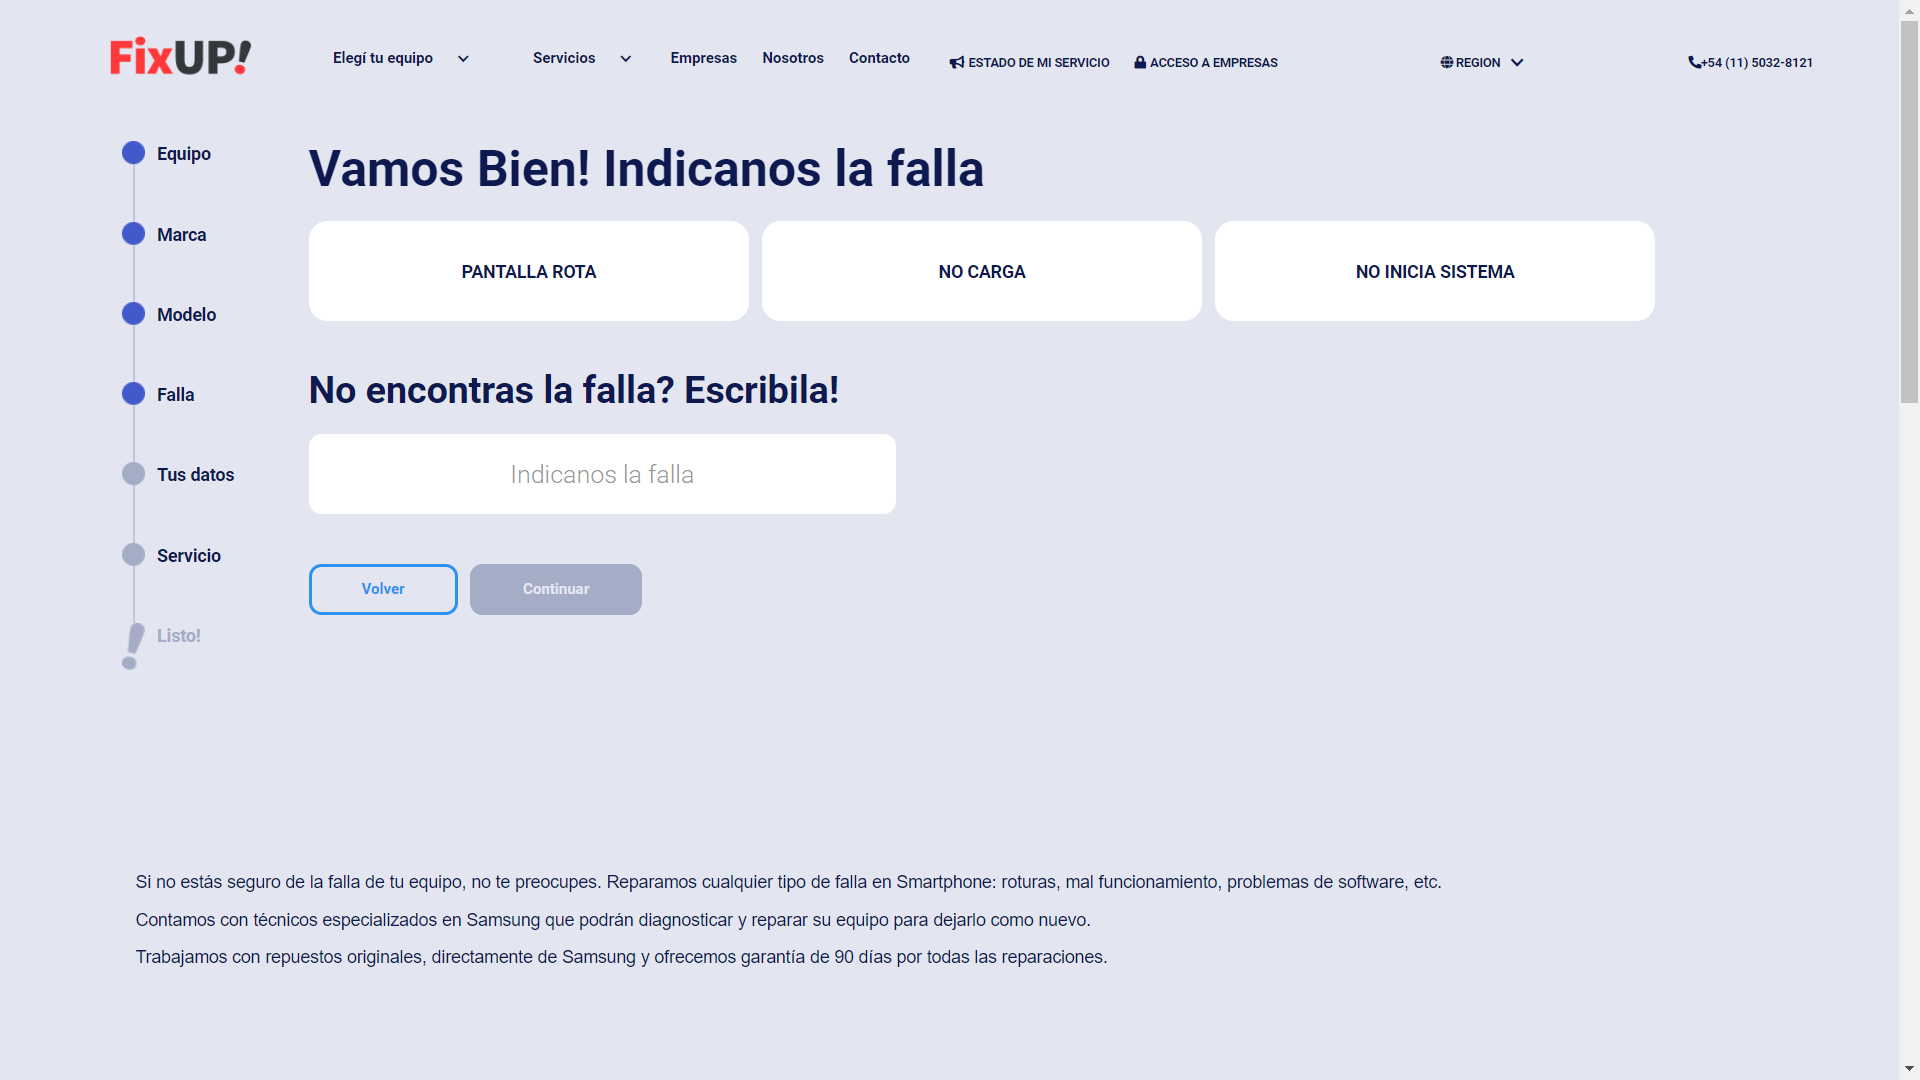 FixUP!
Elegí tu equipo
Servicios
Empresas
Nosotros
Contacto
ESTADO DE MI SERVICIO
ACCESO A EMPRESAS
REGION
+54 (11) 5032-8121
Equipo
Marca
Modelo
Falla
Tus datos
Servicio
Listo!
Vamos Bien! Indicanos la falla
PANTALLA ROTA
NO CARGA
NO INICIA SISTEMA
No encontras la falla? Escribila!
Indicanos la falla
Volver
Continuar
Si no estás seguro de la falla de tu equipo, no te preocupes. Reparamos cualquier tipo de falla en Smartphone: roturas, mal funcionamiento, problemas de software, etc.
Contamos con técnicos especializados en Samsung que podrán diagnosticar y reparar su equipo para dejarlo como nuevo.
Trabajamos con repuestos originales, directamente de Samsung y ofrecemos garantía de 90 días por todas las reparaciones.